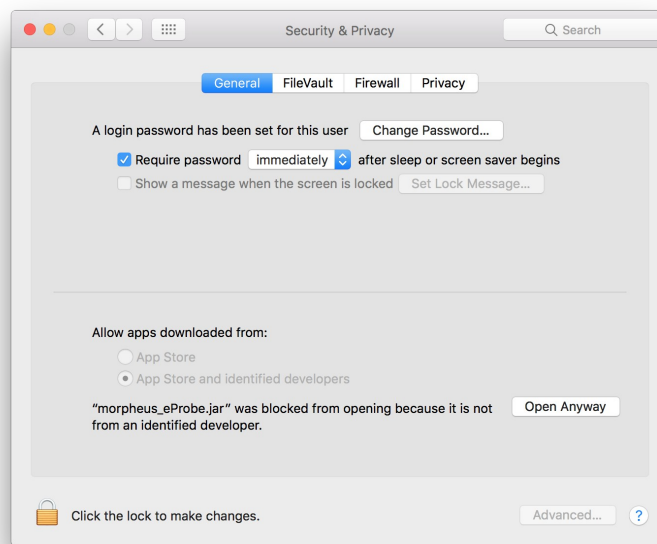 Security & Privacy
Search
General FileVault Firewall Privacy
A login password has been set for this user Change Password...
Require password immediately after sleep or screen saver begins
Show a message when the screen is locked Set Lock Message...
Allow apps downloaded from:
App Store
App Store and identified developers
“morpheus_eProbe.jar” was blocked from opening because it is not
from an identified developer.
Open Anyway
Click the lock to make changes.
Advanced...
?